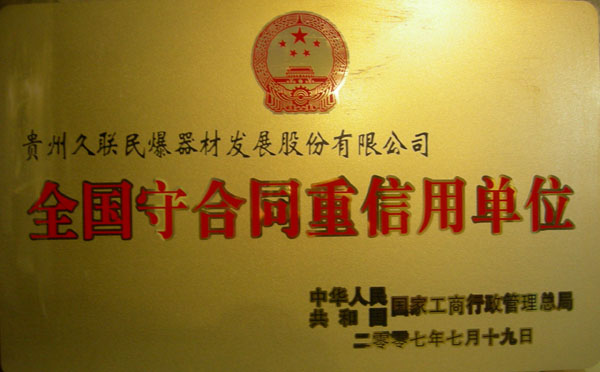 贵州久联民爆器材发展股份有限公司
全国守合同重信用单位
中华人民
共和国
国家工商行政管理总局
二零零七年七月十九日